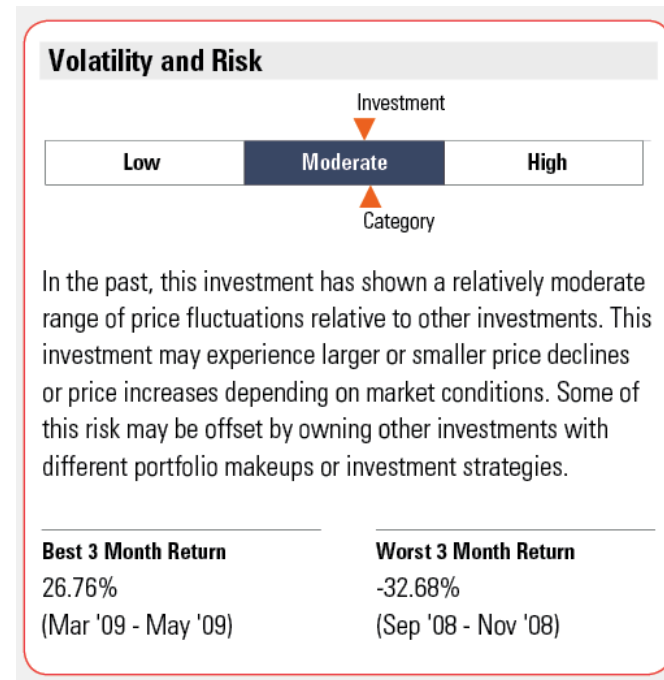 Volatility and Risk
Investment
Low Moderate High
Category
In the past, this investment has shown a relatively moderate
range of price fluctuations relative to other investments. This
investment may experience larger or smaller price declines
or price increases depending on market conditions. Some of
this risk may be offset by owning other investments with
different portfolio makeups or investment strategies.
Best 3 Month Return Worst 3 Month Return
26.76% -32.68%
(Mar '09 - May '09) (Sep '08 - Nov '08)